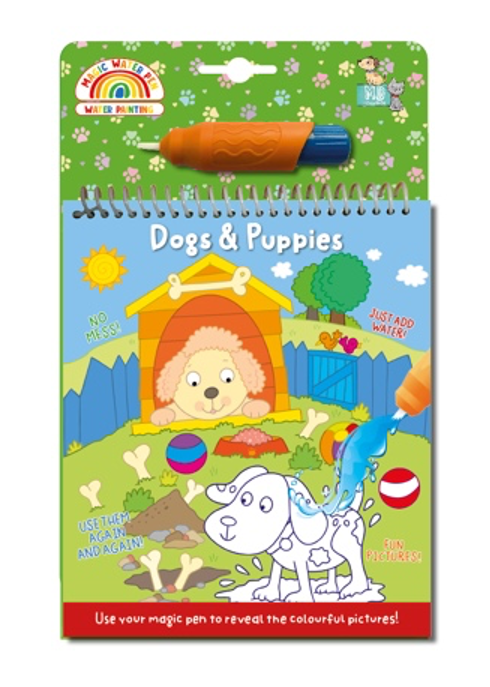 MAGIC WATER PEN
WATER PAINTING
MB
Dogs & Puppies
NO
MESS!
JUST ADD
WATER!
USE THEM
AGAIN
AND AGAIN!
FUN
PICTURES!
Use your magic pen to reveal the colourful pictures!